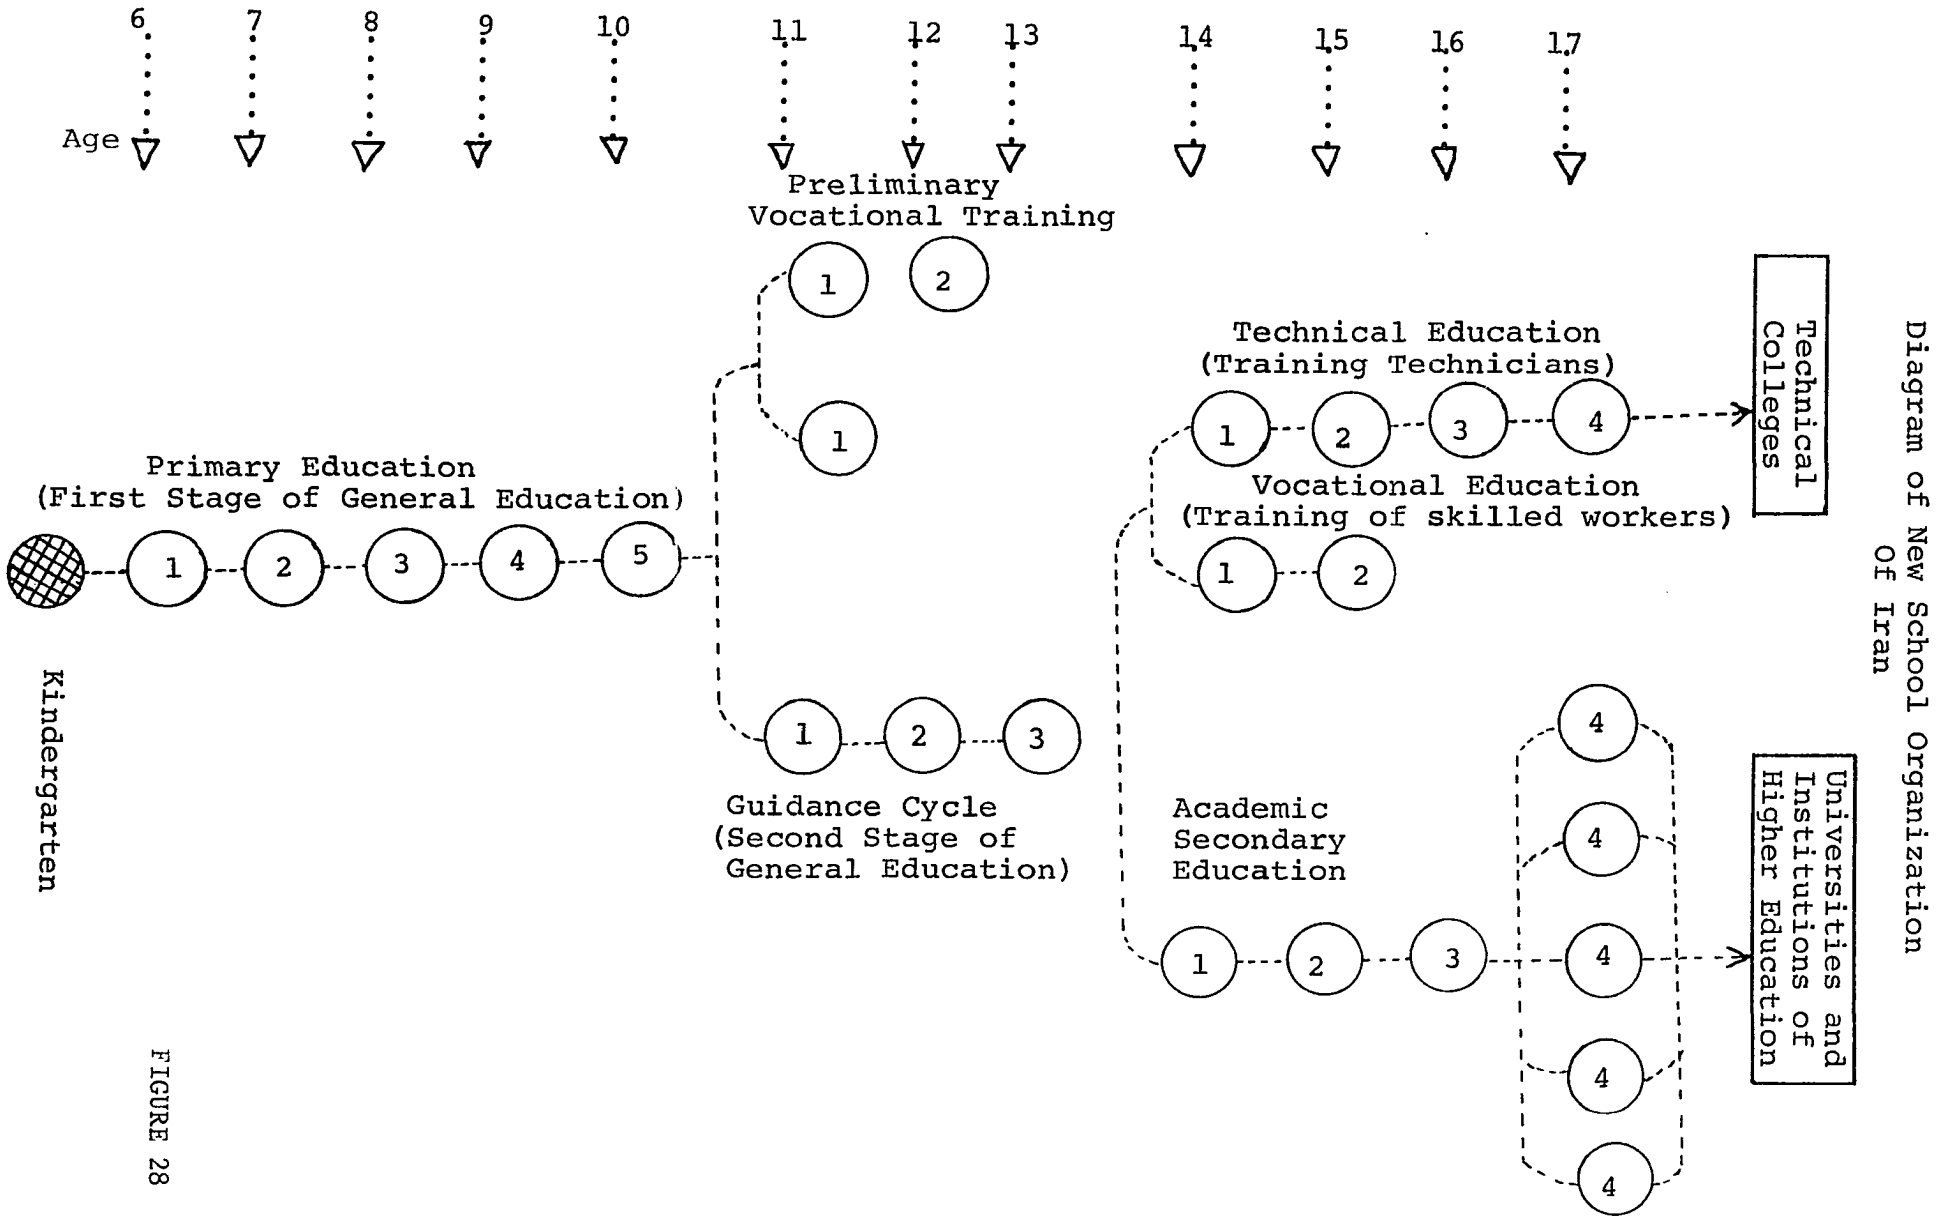 Diagram of New School Organization
Of Iran
6 7 8 9 10 11 12 13 14 15 16 17
Age
Preliminary
Vocational Training
1 2
1
Primary Education
(First Stage of General Education)
1 2 3 4 5
Kindergarten
1 2 3
Guidance Cycle
(Second Stage of
General Education)
Technical Education
(Training Technicians)
1 2 3 4
Technical
Colleges
Vocational Education
(Training of skilled workers)
1 2
Academic
Secondary
Education
1 2 3
4
4
4
4
4
Universities and
Institutions of
Higher Education
FIGURE 28